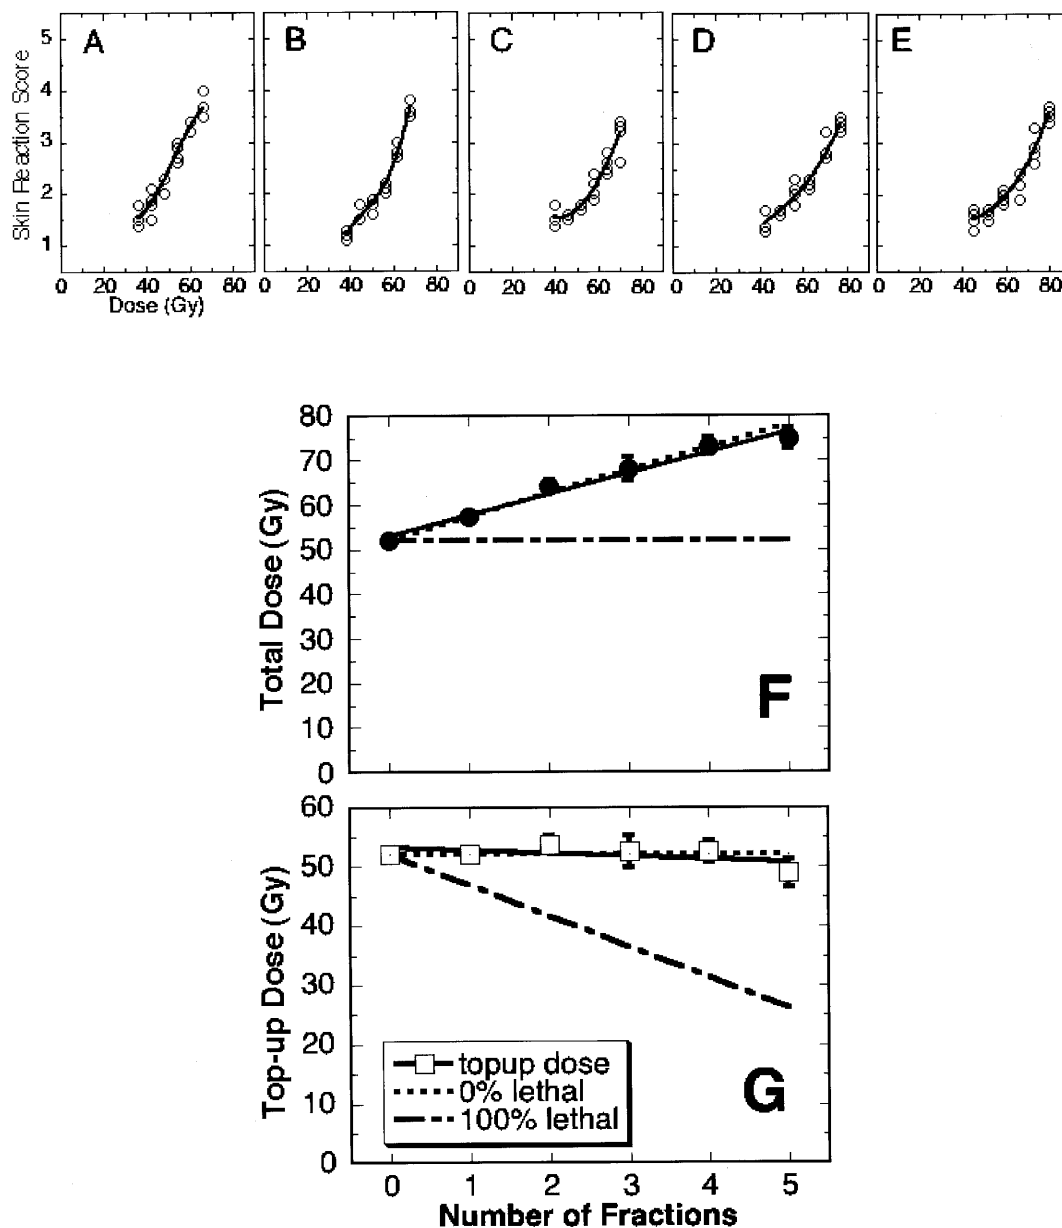 A B C D E
Skin Reaction Score
5
4
3
2
1
0 20 40 60 80 0 20 40 60 80 0 20 40 60 80 0 20 40 60 80 0 20 40 60 80
Dose (Gy)
Total Dose (Gy)
80
70
60
50
40
30
20
10
0
F
Top-up Dose (Gy)
60
50
40
30
20
10
0
topup dose
0% lethal
100% lethal
G
0 1 2 3 4 5
Number of Fractions